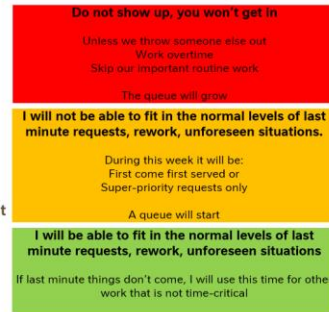 Do not show up, you won't get in
Unless we throw someone else out
Work overtime
Skip our important routine work
The queue will grow
I will not be able to fit in the normal levels of last
minute requests, rework, unforeseen situations.
During this week it will be:
First come first served or
Super-priority requests only
A queue will start
t
I will be able to fit in the normal levels of last
minute requests, rework, unforeseen situations
If last minute things don't come, I will use this time for other
work that is not time-critical